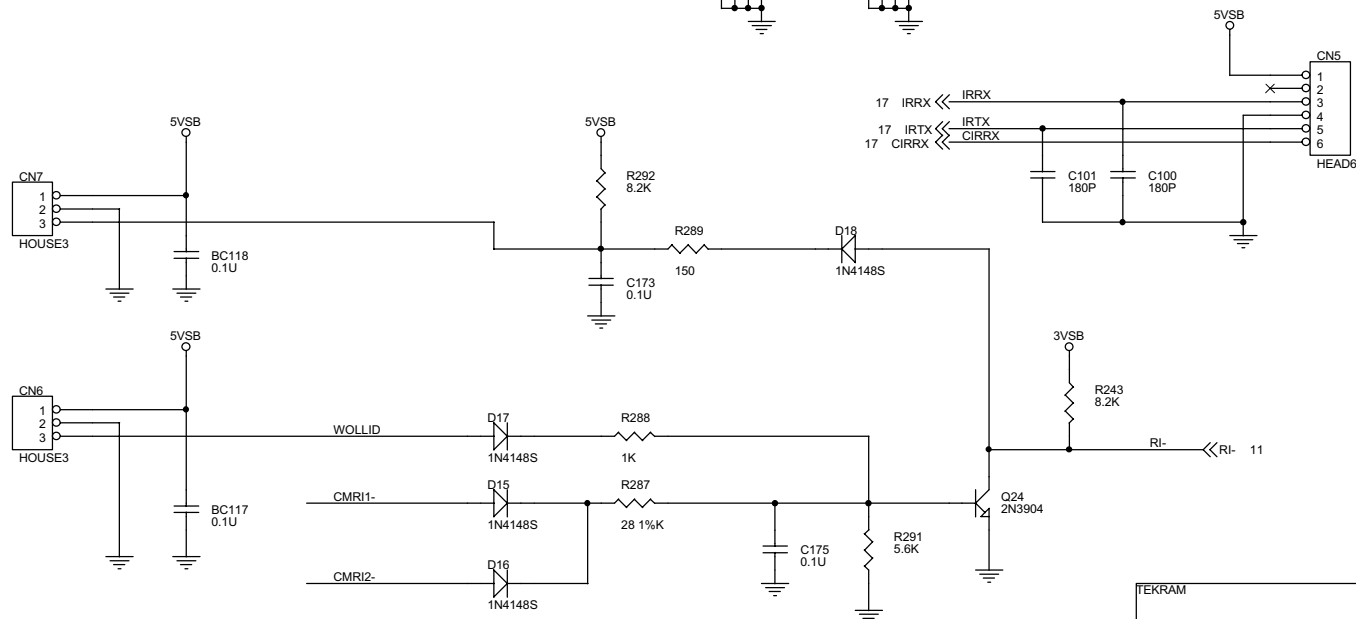 5VSB
CN5
1
2
3
4
5
6
HEAD6
17 IRRX IRRX
17 IRTX IRTX
17 CIRRX CIRRX
C101
180P
C100
180P
5VSB
CN7
1
2
3
HOUSE3
BC118
0.1U
5VSB
R292
8.2K
R289
150
D18
1N4148S
C173
0.1U
5VSB
CN6
1
2
3
HOUSE3
BC117
0.1U
WOLLID
D17
1N4148S
R288
1K
CMRI1-
D15
1N4148S
R287
28 1%K
CMRI2-
D16
1N4148S
C175
0.1U
R291
5.6K
3VSB
R243
8.2K
RI-
RI- 11
Q24
2N3904
TEKRAM